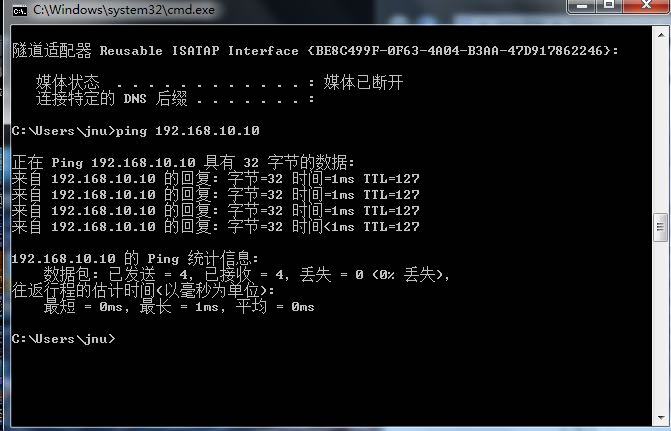 C:\Windows\system32\cmd.exe
隧道适配器 Reusable ISATAP Interface {BE8C499F-0F63-4A04-B3AA-47D917862246}:
媒体状态 . . . . . . . . . . . . : 媒体已断开
连接特定的 DNS 后缀 . . . . . . . :
C:\Users\jnu>ping 192.168.10.10
正在 Ping 192.168.10.10 具有 32 字节的数据:
来自 192.168.10.10 的回复: 字节=32 时间=1ms TTL=127
来自 192.168.10.10 的回复: 字节=32 时间=1ms TTL=127
来自 192.168.10.10 的回复: 字节=32 时间=1ms TTL=127
来自 192.168.10.10 的回复: 字节=32 时间<1ms TTL=127
192.168.10.10 的 Ping 统计信息:
数据包: 已发送 = 4, 已接收 = 4, 丢失 = 0 (0% 丢失),
往返行程的估计时间(以毫秒为单位):
最短 = 0ms, 最长 = 1ms, 平均 = 0ms
C:\Users\jnu>